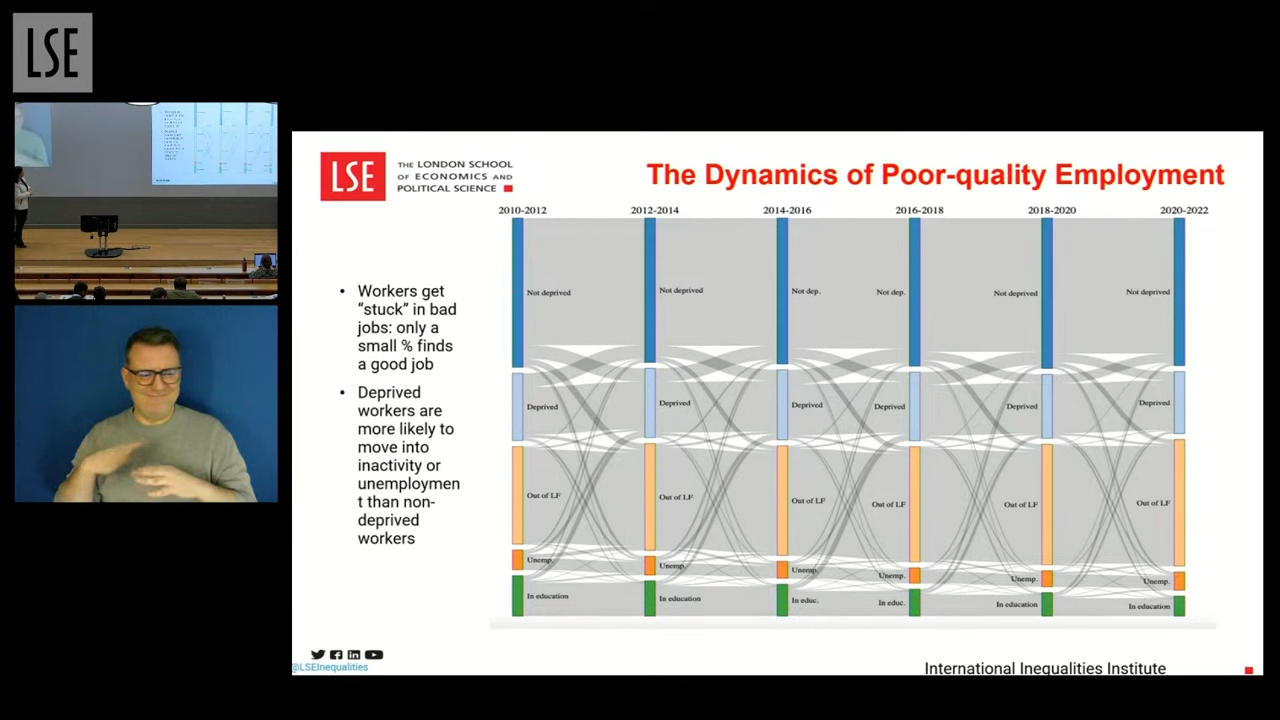 LSE
LSE
THE LONDON SCHOOL
OF ECONOMICS AND
POLITICAL SCIENCE
The Dynamics of Poor-quality Employment
2010-2012 2012-2014 2014-2016 2016-2018 2018-2020 2020-2022
• Workers get
“stuck” in bad
jobs: only a
small % finds
a good job
• Deprived
workers are
more likely to
move into
inactivity or
unemploymen
t than non-
deprived
workers
Not deprived Not deprived Not dep. Not dep. Not deprived Not deprived
Deprived Deprived Deprived Deprived Deprived Deprived
Out of LF Out of LF Out of LF Out of LF Out of LF Out of LF
Unemp. Unemp. Unemp. Unemp. Unemp. Unemp.
In education In education In educ. In educ. In education In education
@LSEInequalities
International Inequalities Institute